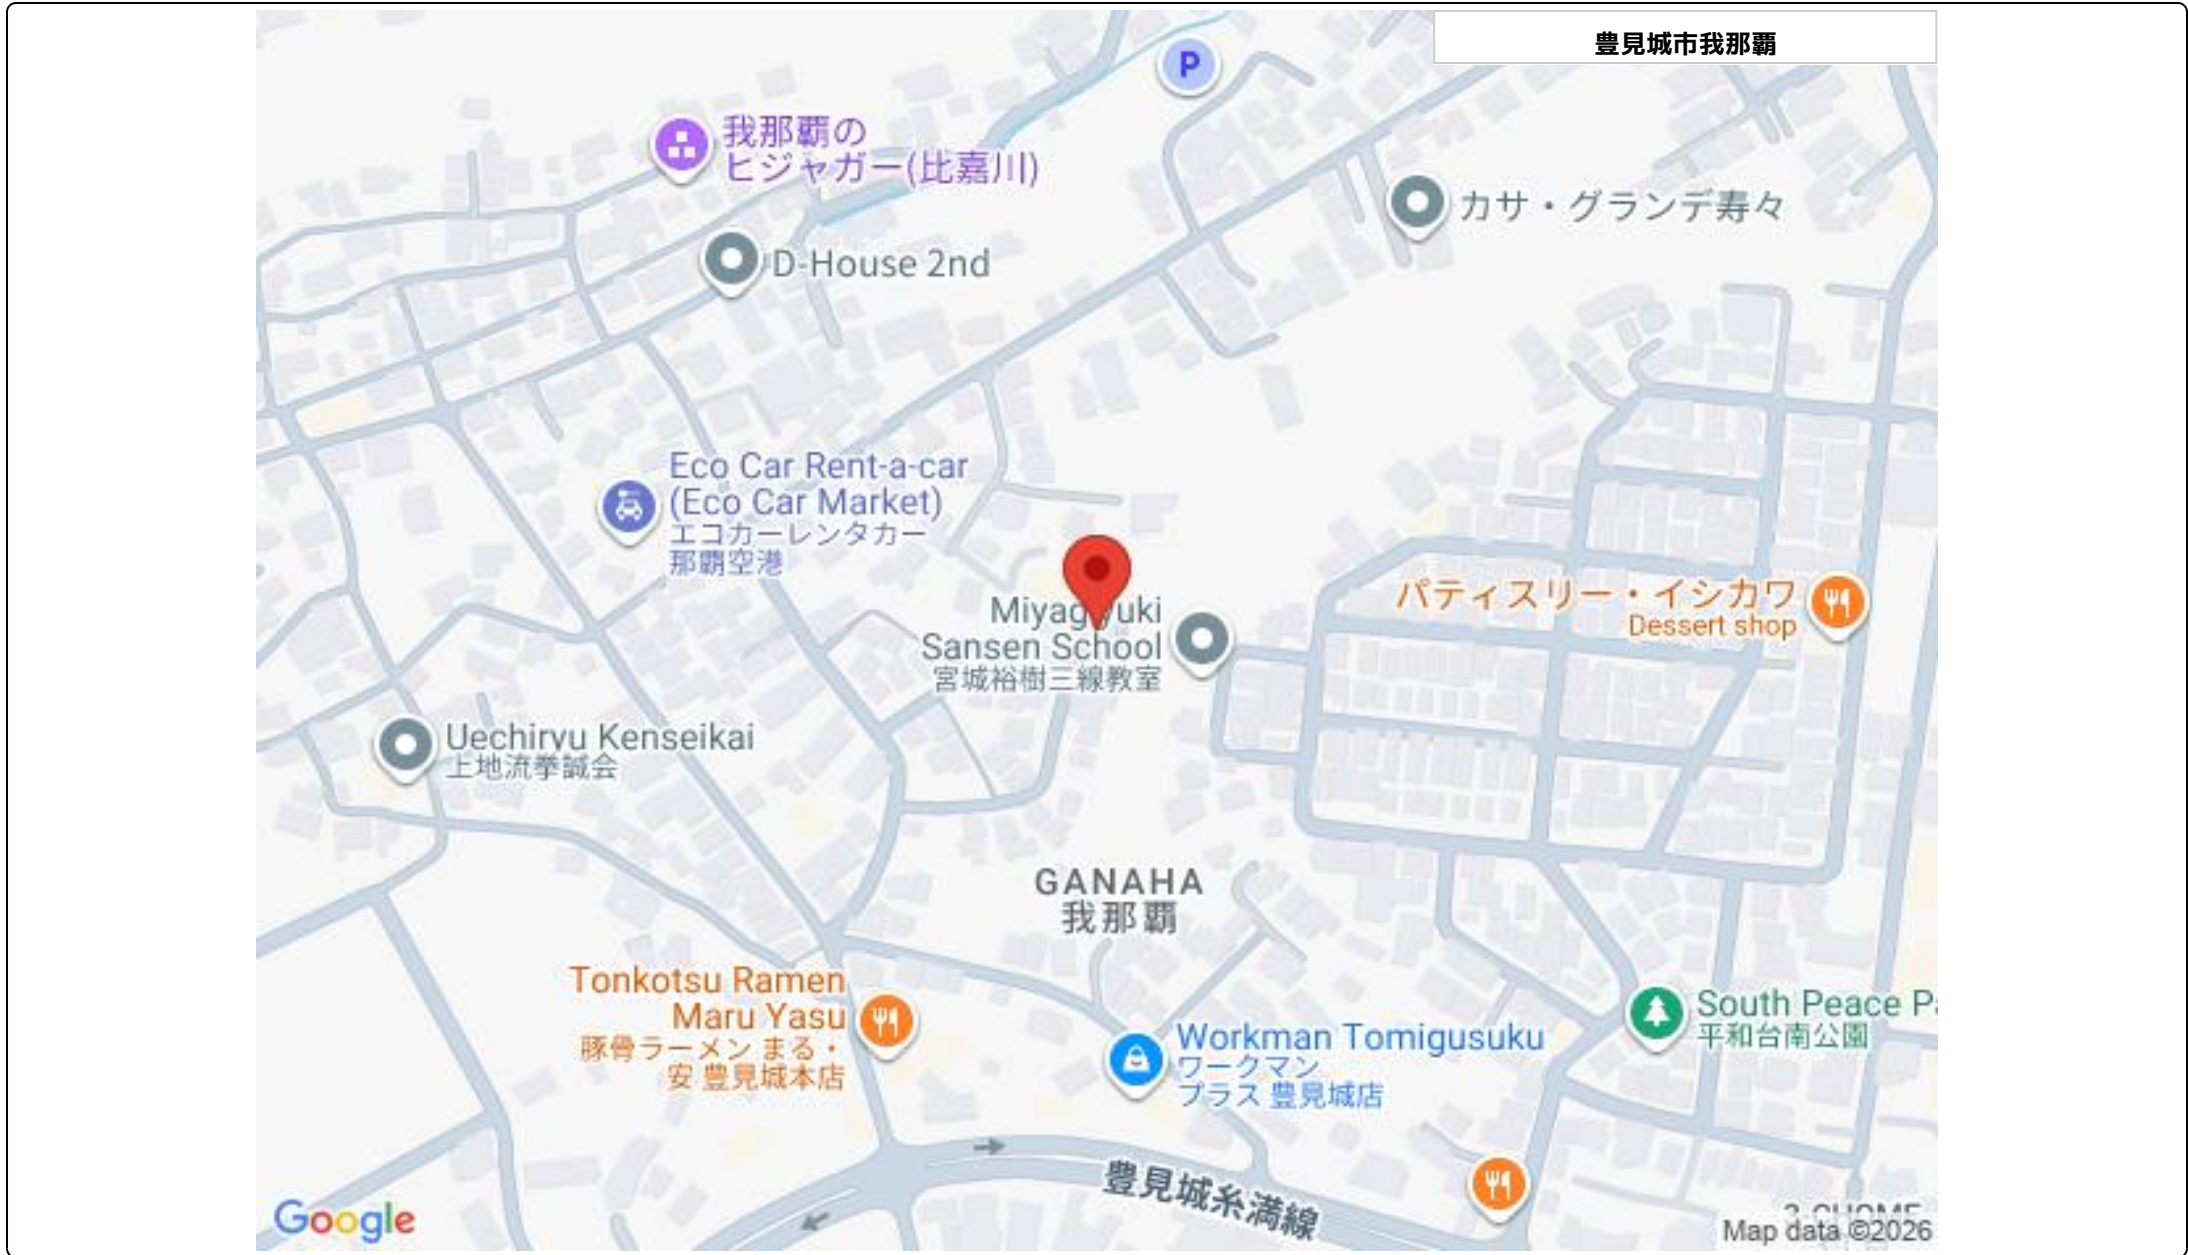 豊見城市我那覇
P
我那覇の
ヒジャガー(比嘉川)
カサ・グランデ寿々
D-House 2nd
Eco Car Rent-a-car
(Eco Car Market)
エコカーレンタカー
那覇空港
パティスリー・イシカワ
Dessert shop
Sansen School
宮城裕樹三線教室
Uechiryu Kenseikai
上地流拳誠会
GANAHA
我那覇
Tonkotsu Ramen
Maru Yasu
豚骨ラーメン まる・
安 豊見城本店
Workman Tomigusuku
ワークマン
プラス 豊見城店
South Peace
平和台南公園
豊見城糸満線
Google
Map data ©2026